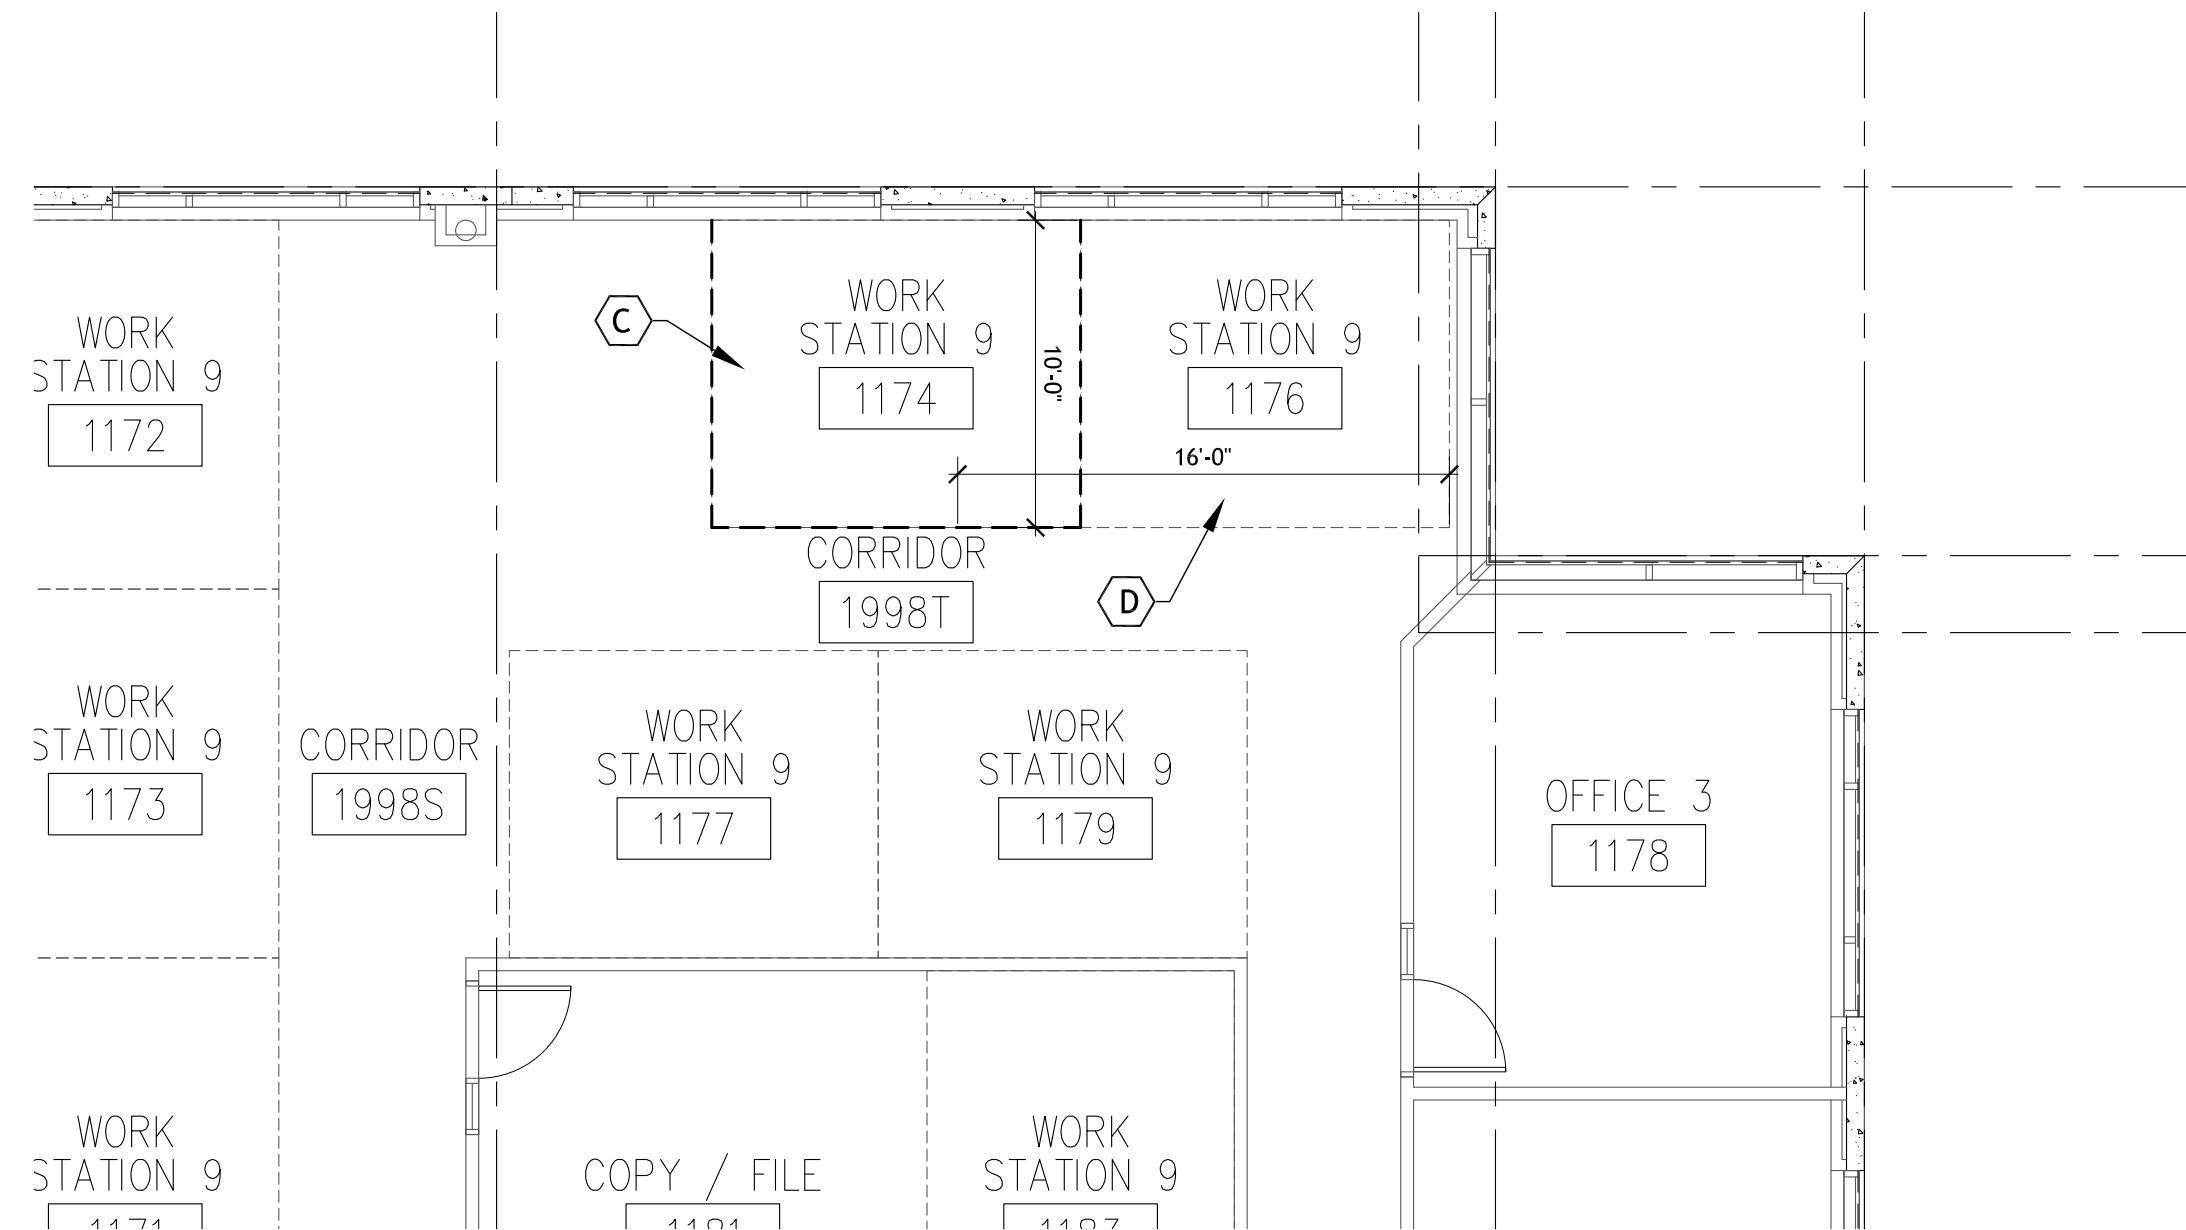 WORK
STATION 9
1172
C
WORK
STATION 9
1174
10'-0"
WORK
STATION 9
1176
16'-0"
CORRIDOR
1998T
D
WORK
STATION 9
1173
CORRIDOR
1998S
WORK
STATION 9
1177
WORK
STATION 9
1179
OFFICE 3
1178
WORK
STATION 9
1171
COPY / FILE
1181
WORK
STATION 9